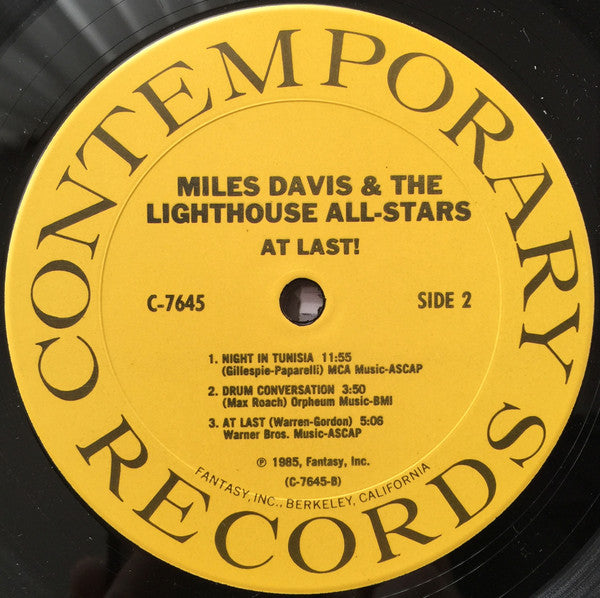 CONTEMPORARY RECORDS
MILES DAVIS & THE
LIGHTHOUSE ALL-STARS
AT LAST!
C-7645
SIDE 2
1. NIGHT IN TUNISIA 11:55
(Gillespie-Paparelli) MCA Music-ASCAP
2. DRUM CONVERSATION 3:50
(Max Roach) Orpheum Music-BMI
3. AT LAST (Warren-Gordon) 5:06
Warner Bros. Music-ASCAP
℗ 1985, Fantasy, Inc.
(C-7645-B)
FANTASY, INC., BERKELEY, CALIFORNIA